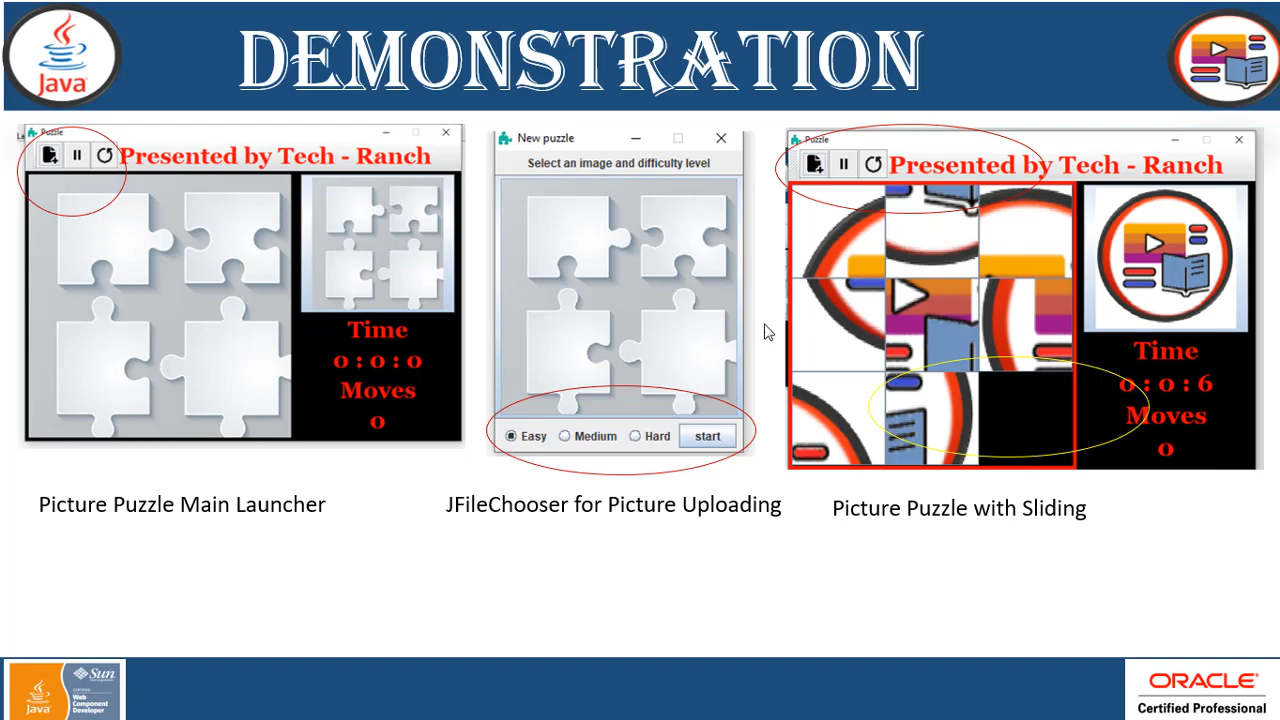 DEMONSTRATION
Java
Puzzle
Presented by Tech - Ranch
Time
0 : 0 : 0
Moves
0
New puzzle
Select an image and difficulty level
Easy
Medium
Hard
start
Puzzle
Presented by Tech - Ranch
Time
0 : 0 : 6
Moves
0
Picture Puzzle Main Launcher
JFileChooser for Picture Uploading
Picture Puzzle with Sliding
Java
Sun
CERTIFIED
Web
Component
Developer
ORACLE
Certified Professional